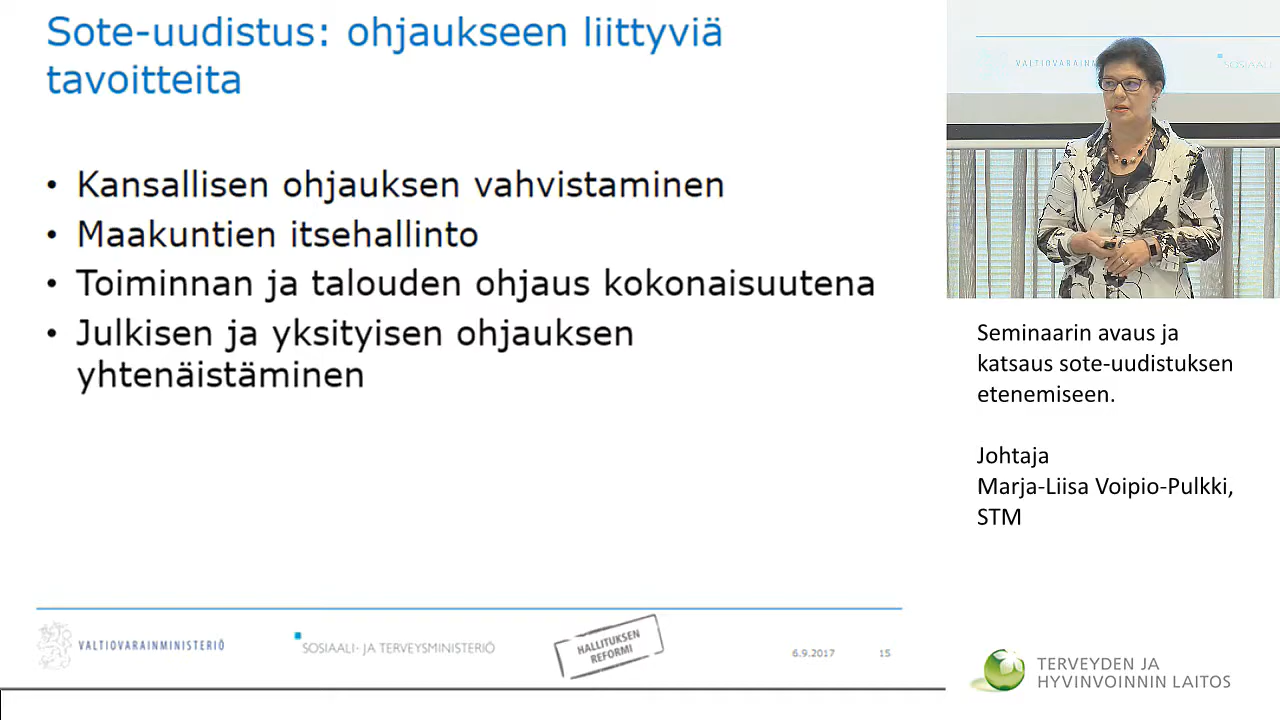 Sote-uudistus: ohjaukseen liittyviä
tavoitteita
• Kansallisen ohjauksen vahvistaminen
• Maakuntien itsehallinto
• Toiminnan ja talouden ohjaus kokonaisuutena
• Julkisen ja yksityisen ohjauksen
yhtenäistäminen
VALTIOVARAINMINISTERIÖ
SOSIAALI- JA TERVEYSMINISTERIÖ
HALLITUKSEN
REFORMI
6.9.2017
15
VALTIOVARAINM
SOSIAALI
Seminaarin avaus ja
katsaus sote-uudistuksen
etenemiseen.
Johtaja
Marja-Liisa Voipio-Pulkki,
STM
TERVEYDEN JA
HYVINVOINNIN LAITOS